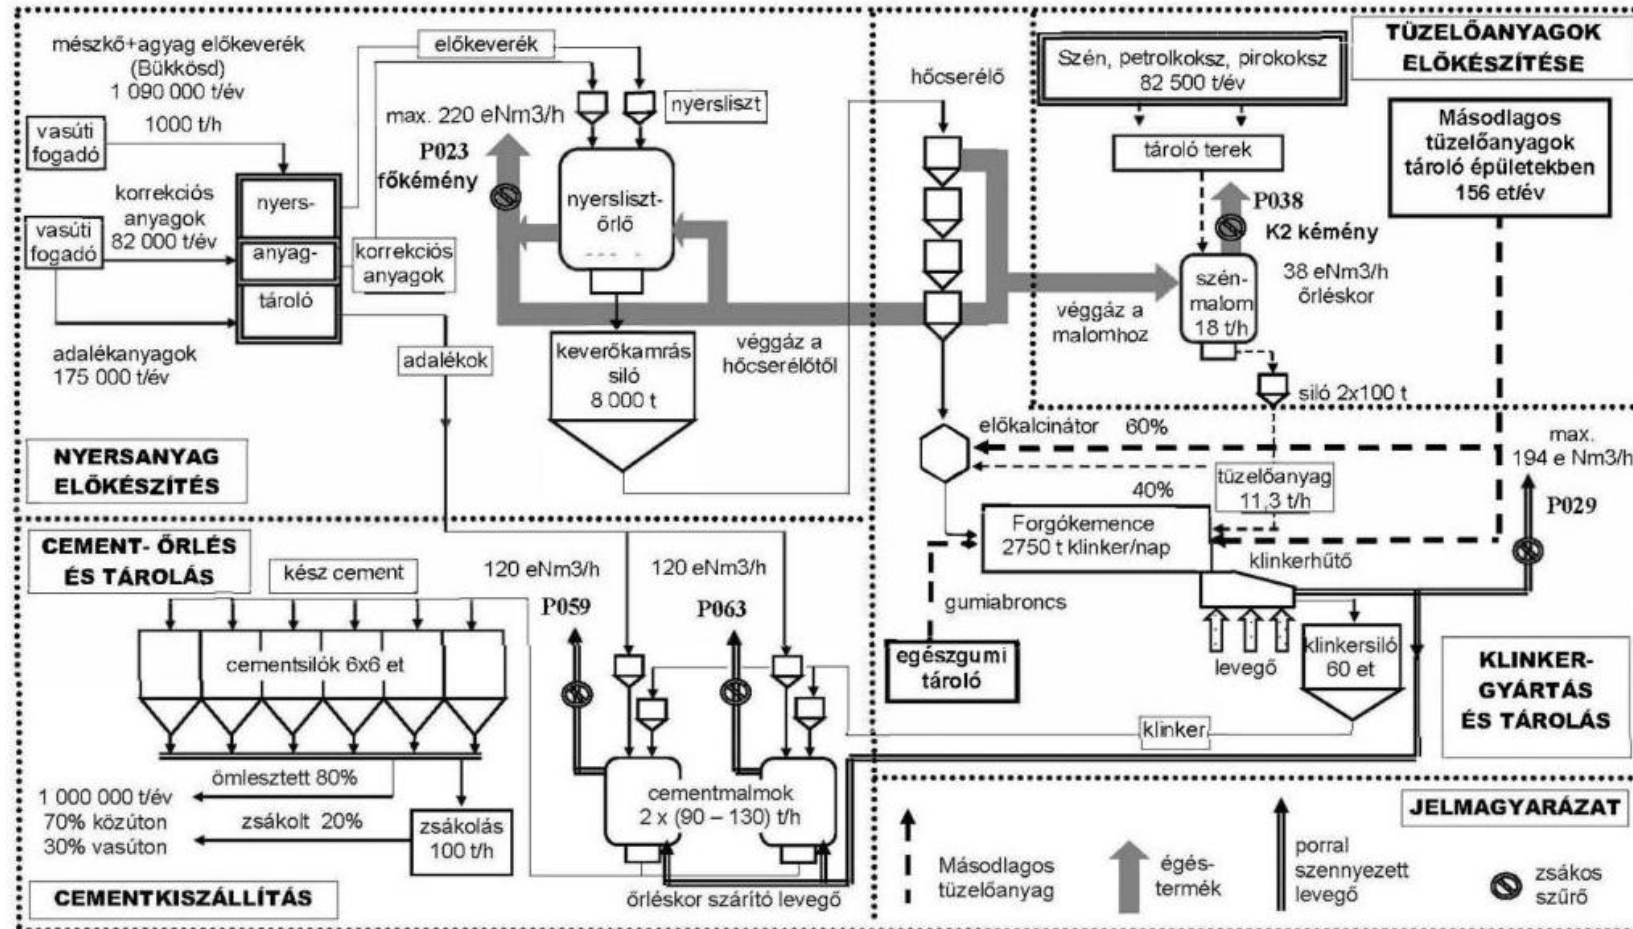 mészkő+agyag előkeverék
(Bükkösd)
1 090 000 t/év
1000 t/h
vasúti
fogadó
korrekciós
anyagok
82 000 t/év
vasúti
fogadó
adalékanyagok
175 000 t/év
nyers-
anyag-
tároló
előkeverék
korrekciós
anyagok
adalékok
max. 220 eNm3/h
P023
főkémény
nyersliszt
nyersliszt-
őrlő
keverőkamrás
siló
8 000 t
véggáz a
hőcserélőtől
NYERSANYAG
ELŐKÉSZÍTÉS
hőcserélő
TÜZELŐANYAGOK
ELŐKÉSZÍTÉSE
Szén, petrolkoksz, pirokoksz
82 500 t/év
tároló terek
Másodlagos
tüzelőanyagok
tároló épületekben
156 et/év
P038
K2 kémény
38 eNm3/h
őrléskor
szén-
malom
18 t/h
véggáz a
malomhoz
siló 2x100 t
előkalcinátor 60%
tüzelőanyag
11,3 t/h
40%
max.
194 e Nm3/h
P029
Forgókemence
2750 t klinker/nap
klinkerhűtő
gumiabroncs
egészgumi
tároló
levegő
klinkersiló
60 et
klinker
KLINKER-
GYÁRTÁS
ÉS TÁROLÁS
CEMENT- ŐRLÉS
ÉS TÁROLÁS
kész cement
cementsilók 6x6 et
120 eNm3/h
P059
120 eNm3/h
P063
cementmalmok
2 x (90 – 130) t/h
őrléskor szárító levegő
ömlesztett 80%
1 000 000 t/év
70% közúton
30% vasúton
zsákolt 20%
zsákolás
100 t/h
CEMENTKISZÁLLÍTÁS
JELMAGYARÁZAT
Másodlagos
tüzelőanyag
égés-
termék
porral
szennyezett
levegő
zsákos
szűrő